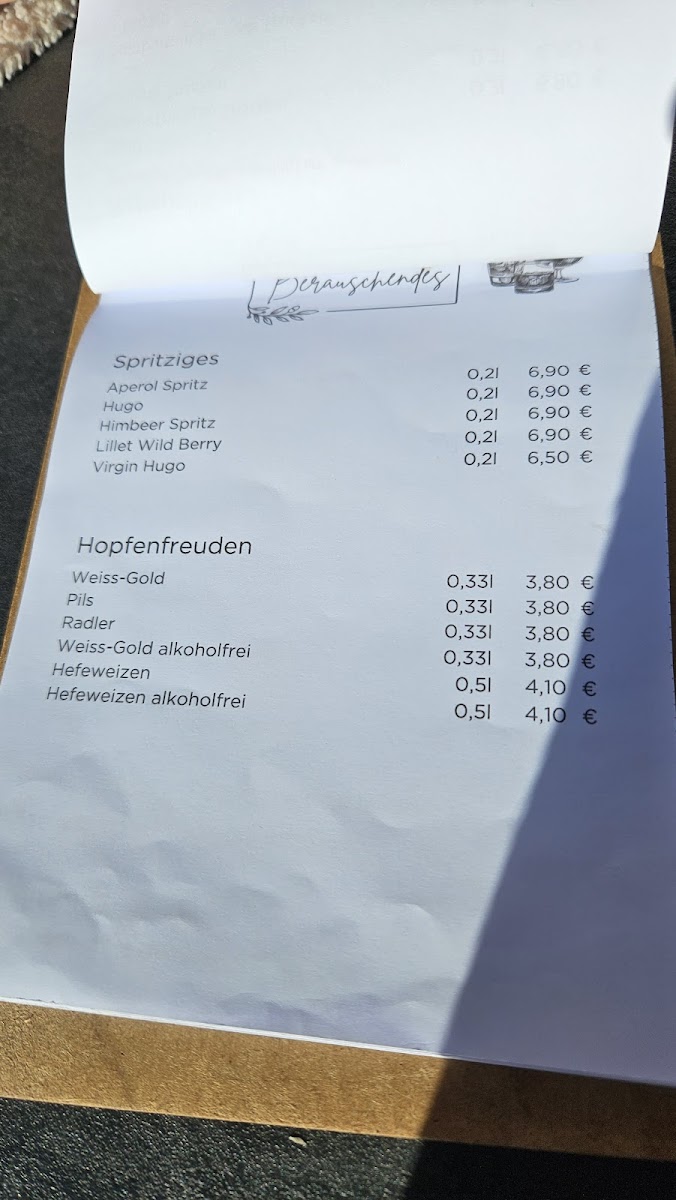 Berauschendes
Spritziges
Aperol Spritz 0,2l 6,90 €
Hugo 0,2l 6,90 €
Himbeer Spritz 0,2l 6,90 €
Lillet Wild Berry 0,2l 6,90 €
Virgin Hugo 0,2l 6,50 €
Hopfenfreuden
Weiss-Gold 0,33l 3,80 €
Pils 0,33l 3,80 €
Radler 0,33l 3,80 €
Weiss-Gold alkoholfrei 0,33l 3,80 €
Hefeweizen 0,5l 4,10 €
Hefeweizen alkoholfrei 0,5l 4,10 €